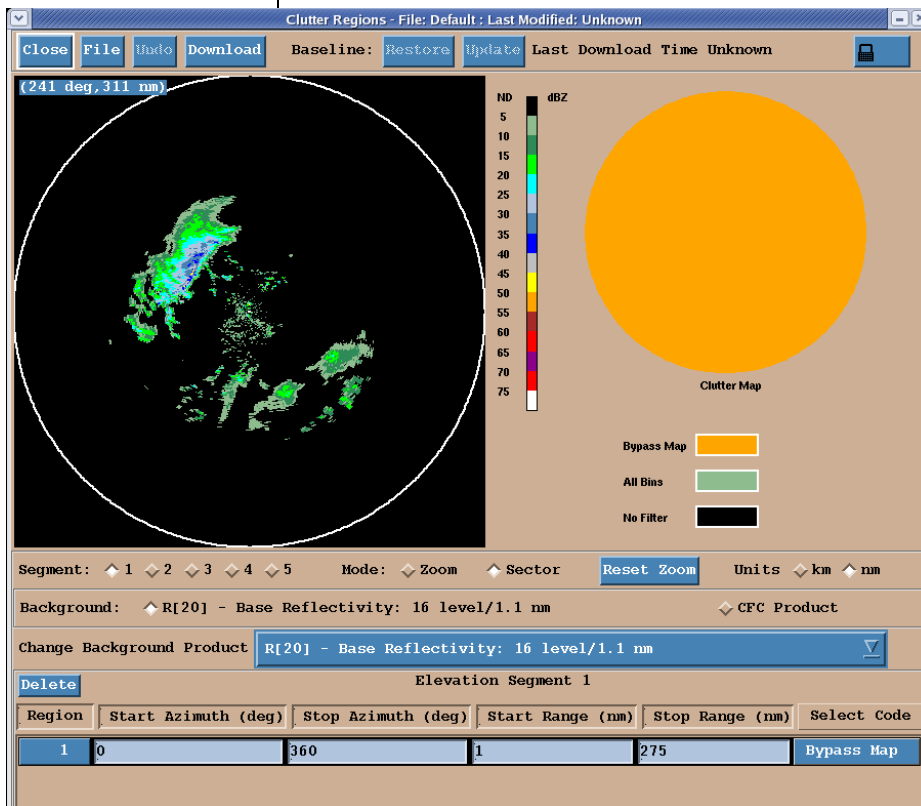 Clutter Regions - File: Default : Last Modified: Unknown
Close File Undo Download Baseline: Restore Update Last Download Time Unknown
(241 deg,311 nm)
ND dBZ
5
10
15
20
25
30
35
40
45
50
55
60
65
70
75
Clutter Map
Bypass Map
All Bins
No Filter
Segment: 1 2 3 4 5 Mode: Zoom Sector Reset Zoom Units km nm
Background: R[20] - Base Reflectivity: 16 level/1.1 nm CFC Product
Change Background Product R[20] - Base Reflectivity: 16 level/1.1 nm
Delete Elevation Segment 1
Region Start Azimuth (deg) Stop Azimuth (deg) Start Range (nm) Stop Range (nm) Select Code
1 0 360 1 275 Bypass Map